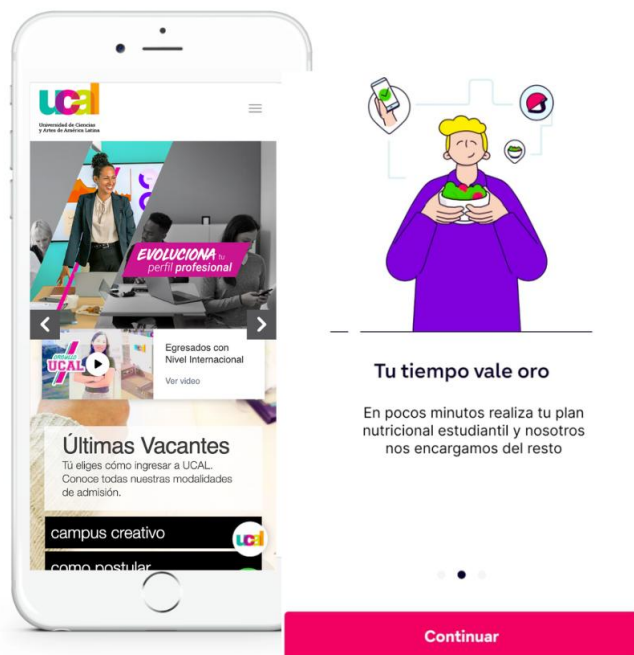 ucal
Universidad de Ciencias
y Artes de América Latina
EVOLUCIONA tu
perfil profesional
UCAL
Egresados con
Nivel Internacional
Ver video
Últimas Vacantes
Tú eliges cómo ingresar a UCAL.
Conoce todas nuestras modalidades
de admisión.
campus creativo
ucal
como postular
Tu tiempo vale oro
En pocos minutos realiza tu plan
nutricional estudiantil y nosotros
nos encargamos del resto
Continuar